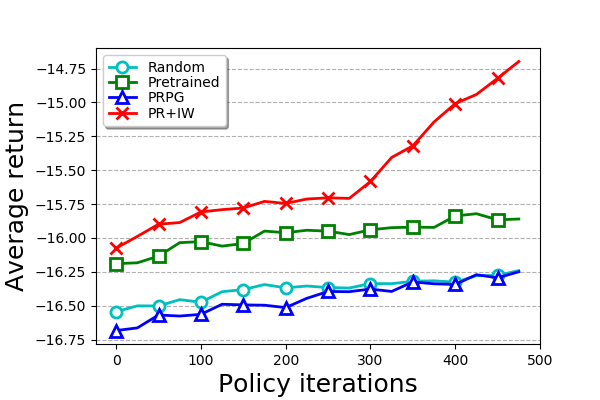 Random
Pretrained
PRPG
PR+IW
−14.75
−15.00
−15.25
−15.50
−15.75
−16.00
−16.25
−16.50
−16.75
Average return
0 100 200 300 400 500
Policy iterations